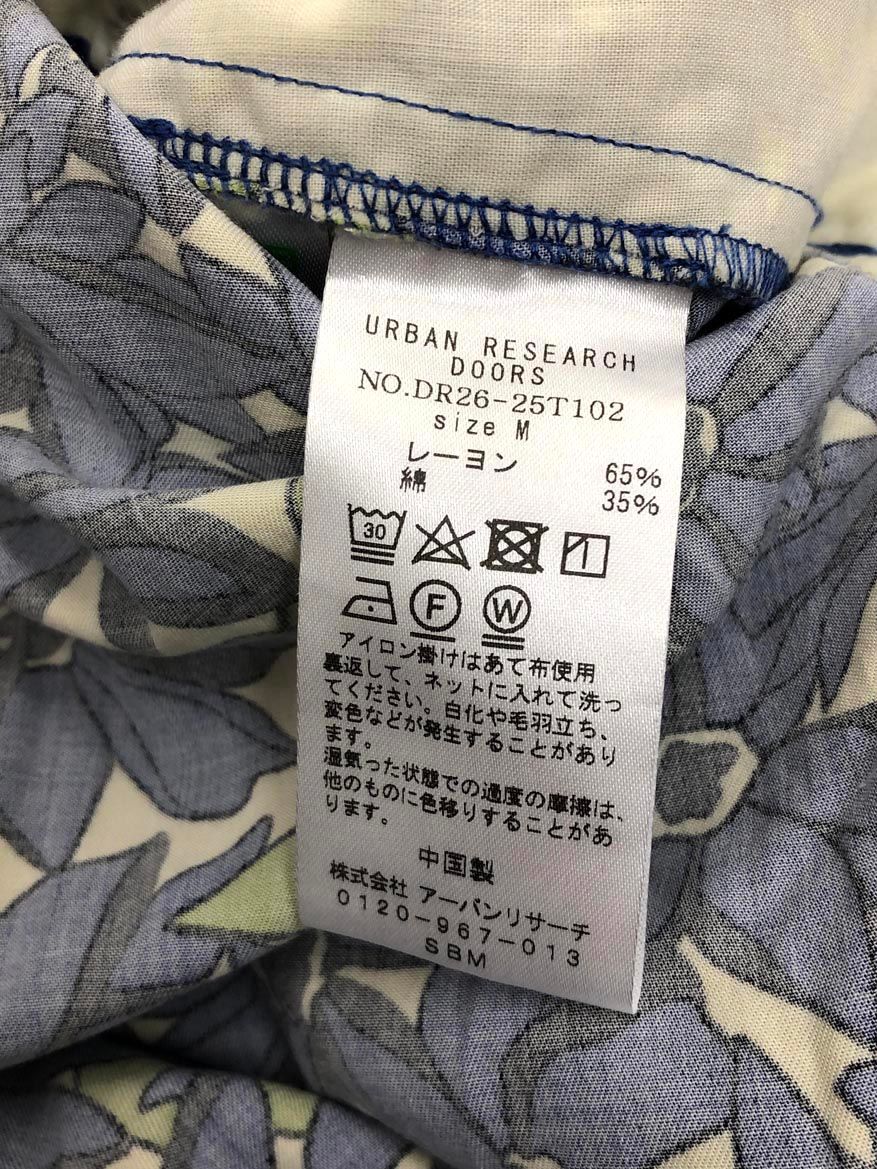 URBAN RESEARCH
DOORS
NO.DR26-25T102
size M
レーヨン 65%
綿 35%
30
F W
アイロン掛けはあて布使用
裏返して、ネットに入れて洗っ
てください。白化や毛羽立ち、
変色などが発生することがあり
ます。
湿気った状態での過度の摩擦は、
他のものに色移りすることがあ
ります。
中国製
株式会社 アーバンリサーチ
0120-967-013
SBM